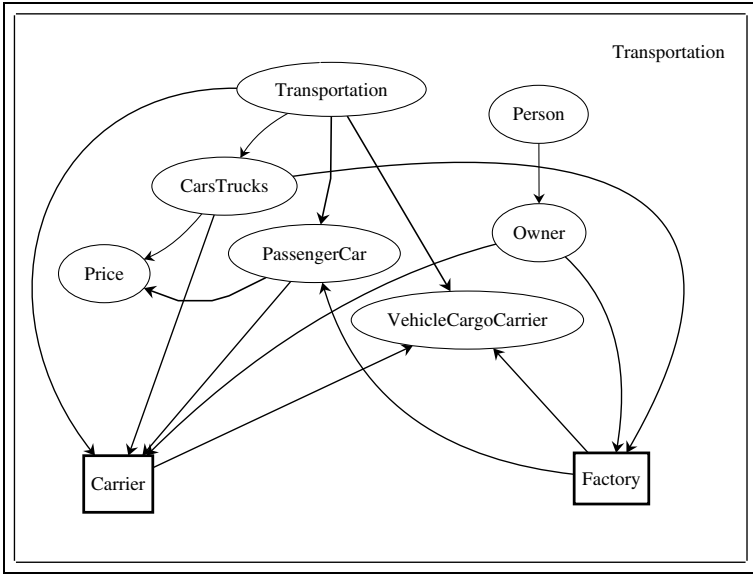 Transportation
Transportation
Person
CarsTrucks
Owner
PassengerCar
Price
VehicleCargoCarrier
Factory
Carrier